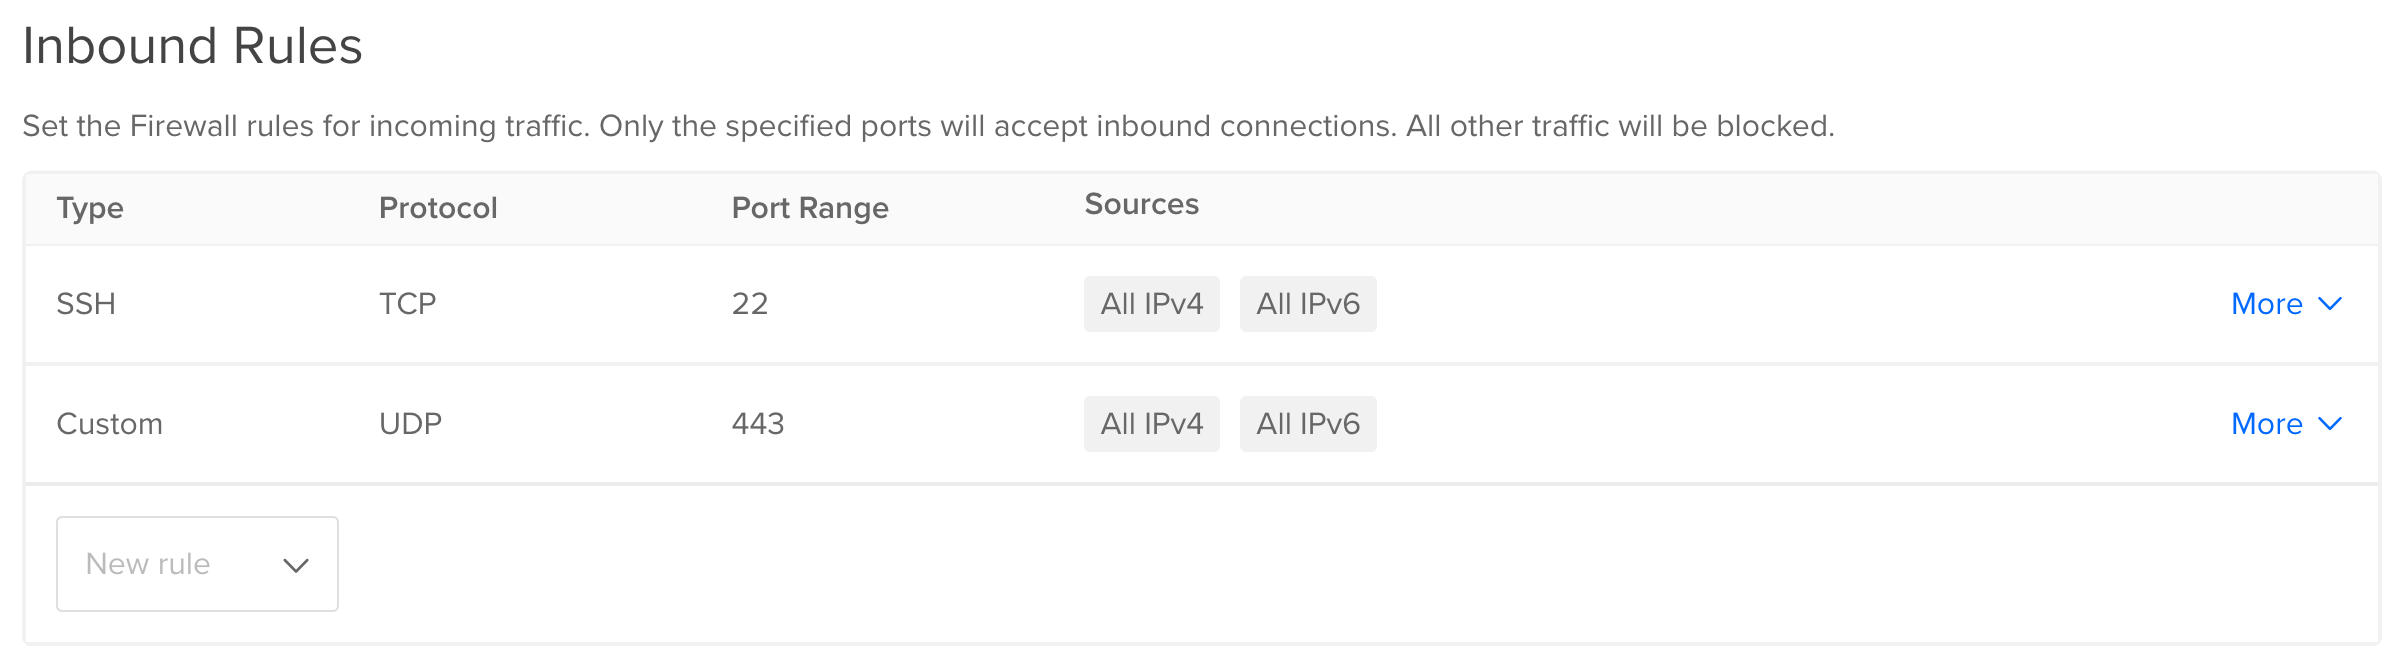 Inbound Rules
Set the Firewall rules for incoming traffic. Only the specified ports will accept inbound connections. All other traffic will be blocked.
Type Protocol Port Range Sources
SSH TCP 22 All IPv4 All IPv6 More
Custom UDP 443 All IPv4 All IPv6 More
New rule